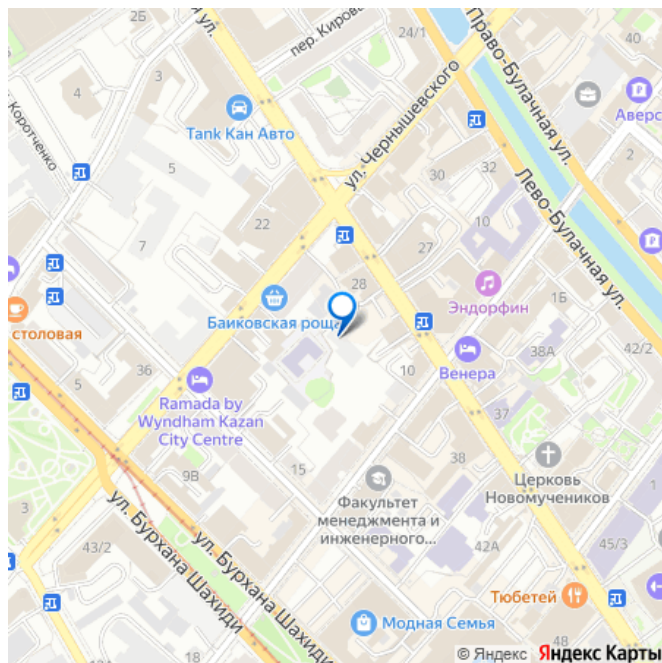 ул.
пер. Киров
24/1
Право-Булачная ул.
Аверс
4
3
Tank Кан Авто
ул. Чернышевского
2
Коротченко
5
30
32
Лево-Булачная ул.
10
22
7
27
28
Эндорфин
1Б
Баиковская роща
столовая
38А
42/2
36
Венера
5
10
Ramada by
Wyndham Kazan
City Centre
37
38
Церковь
Новомучеников
9В
15
Факультет
менеджмента и
инженерного...
3
ул. Бурхана Шахиди
ул. Бурхана Шахиди
43/2
42А
45/3
Тюбетей
Модная Семья
48
© Яндекс Яндекс Карты